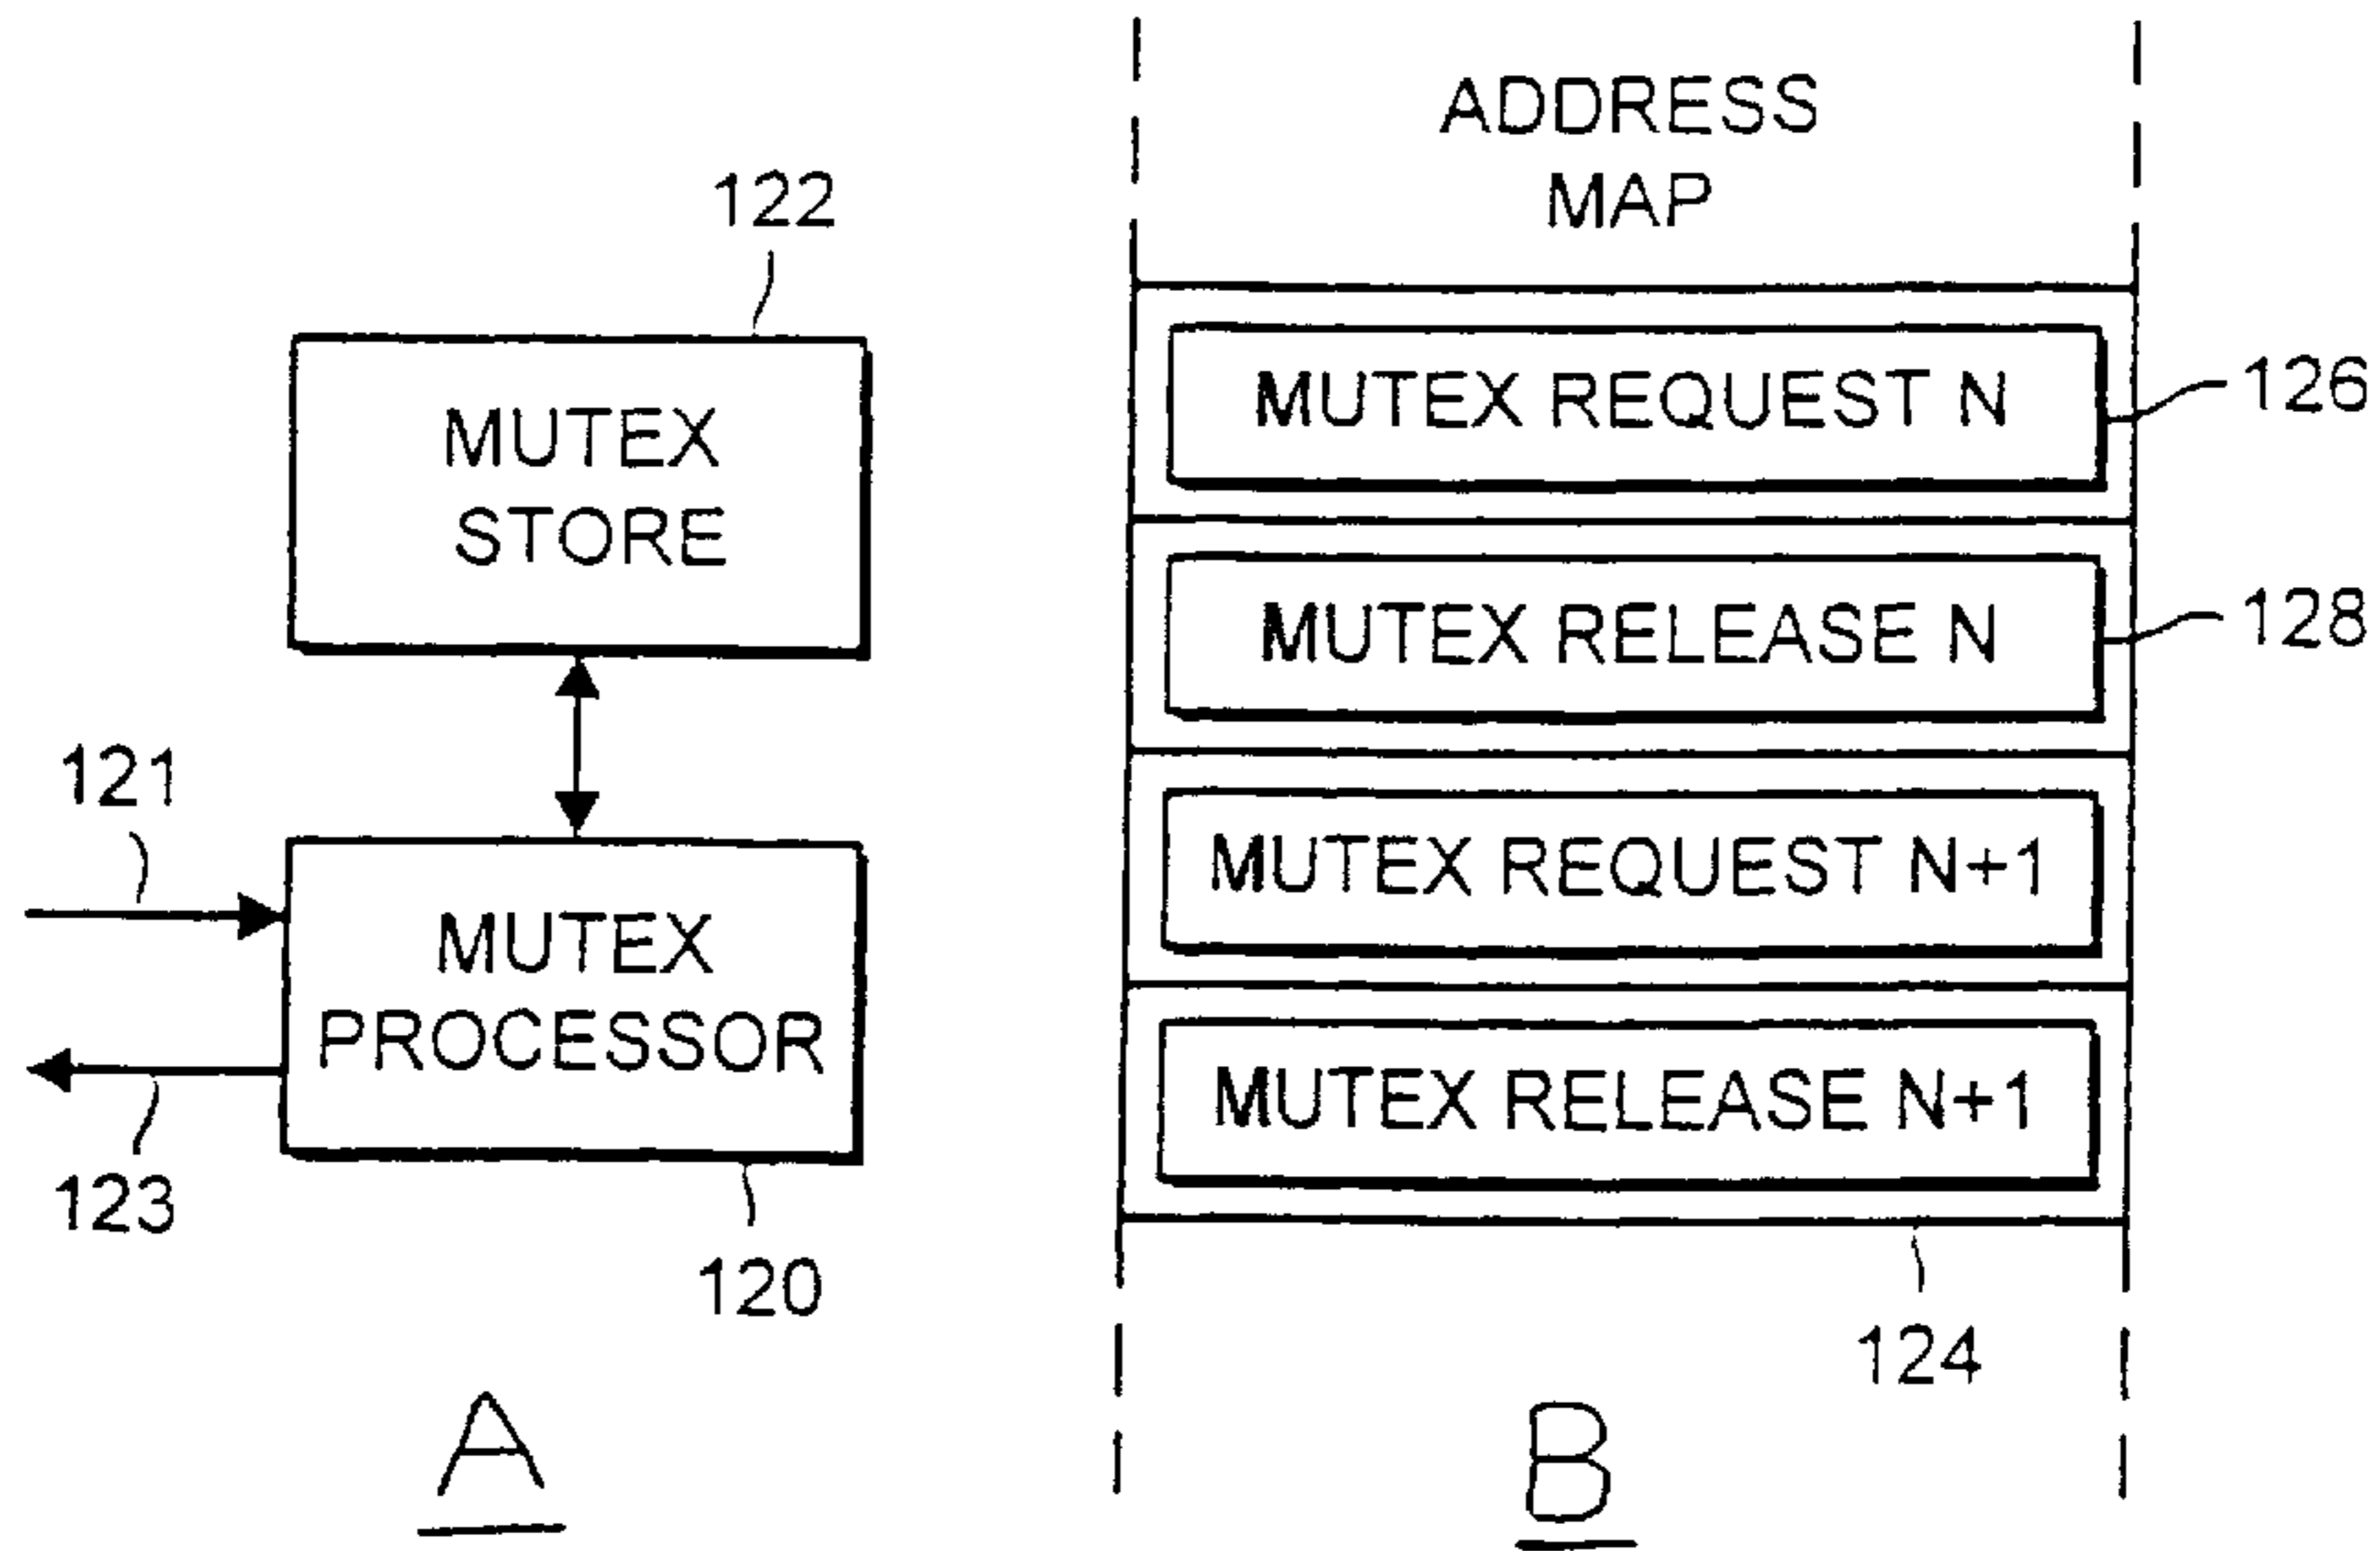 122
MUTEX
STORE
121
MUTEX
PROCESSOR
123
120
A
ADDRESS
MAP
MUTEX REQUEST N
126
MUTEX RELEASE N
128
MUTEX REQUEST N+1
MUTEX RELEASE N+1
124
B